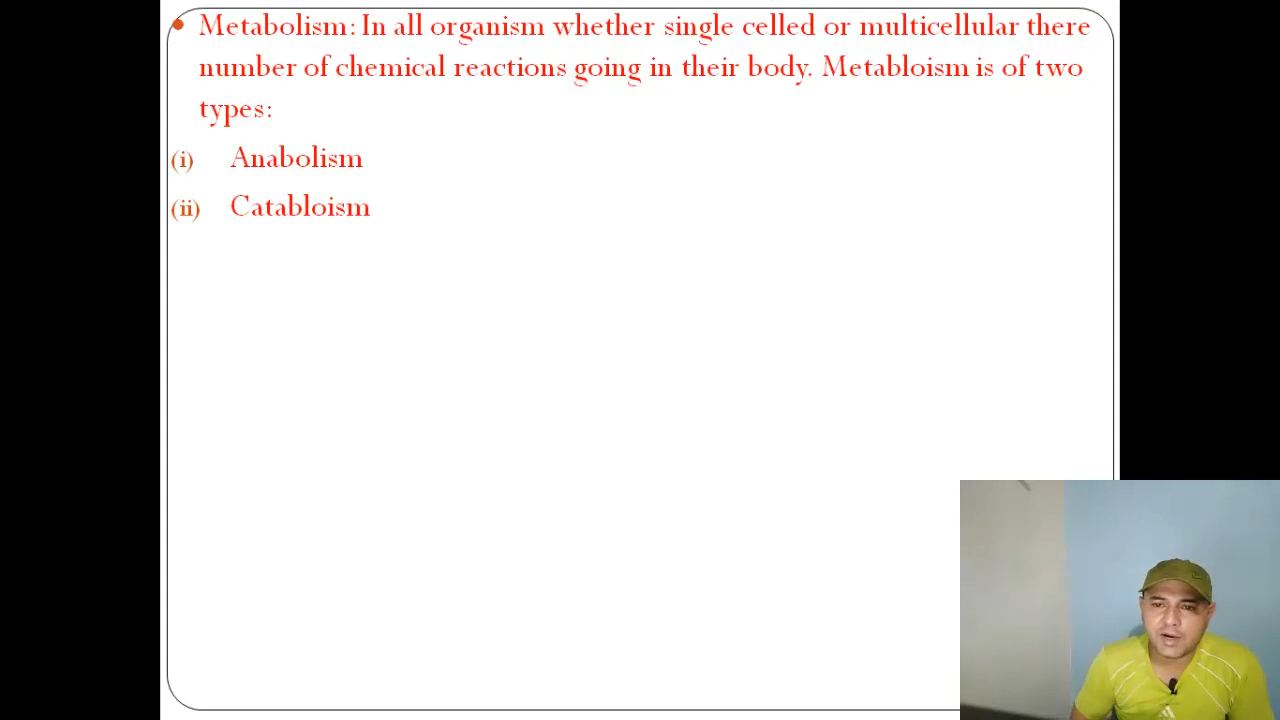 • Metabolism: In all organism whether single celled or multicellular there
number of chemical reactions going in their body. Metabloism is of two
types:
(i) Anabolism
(ii) Catabloism